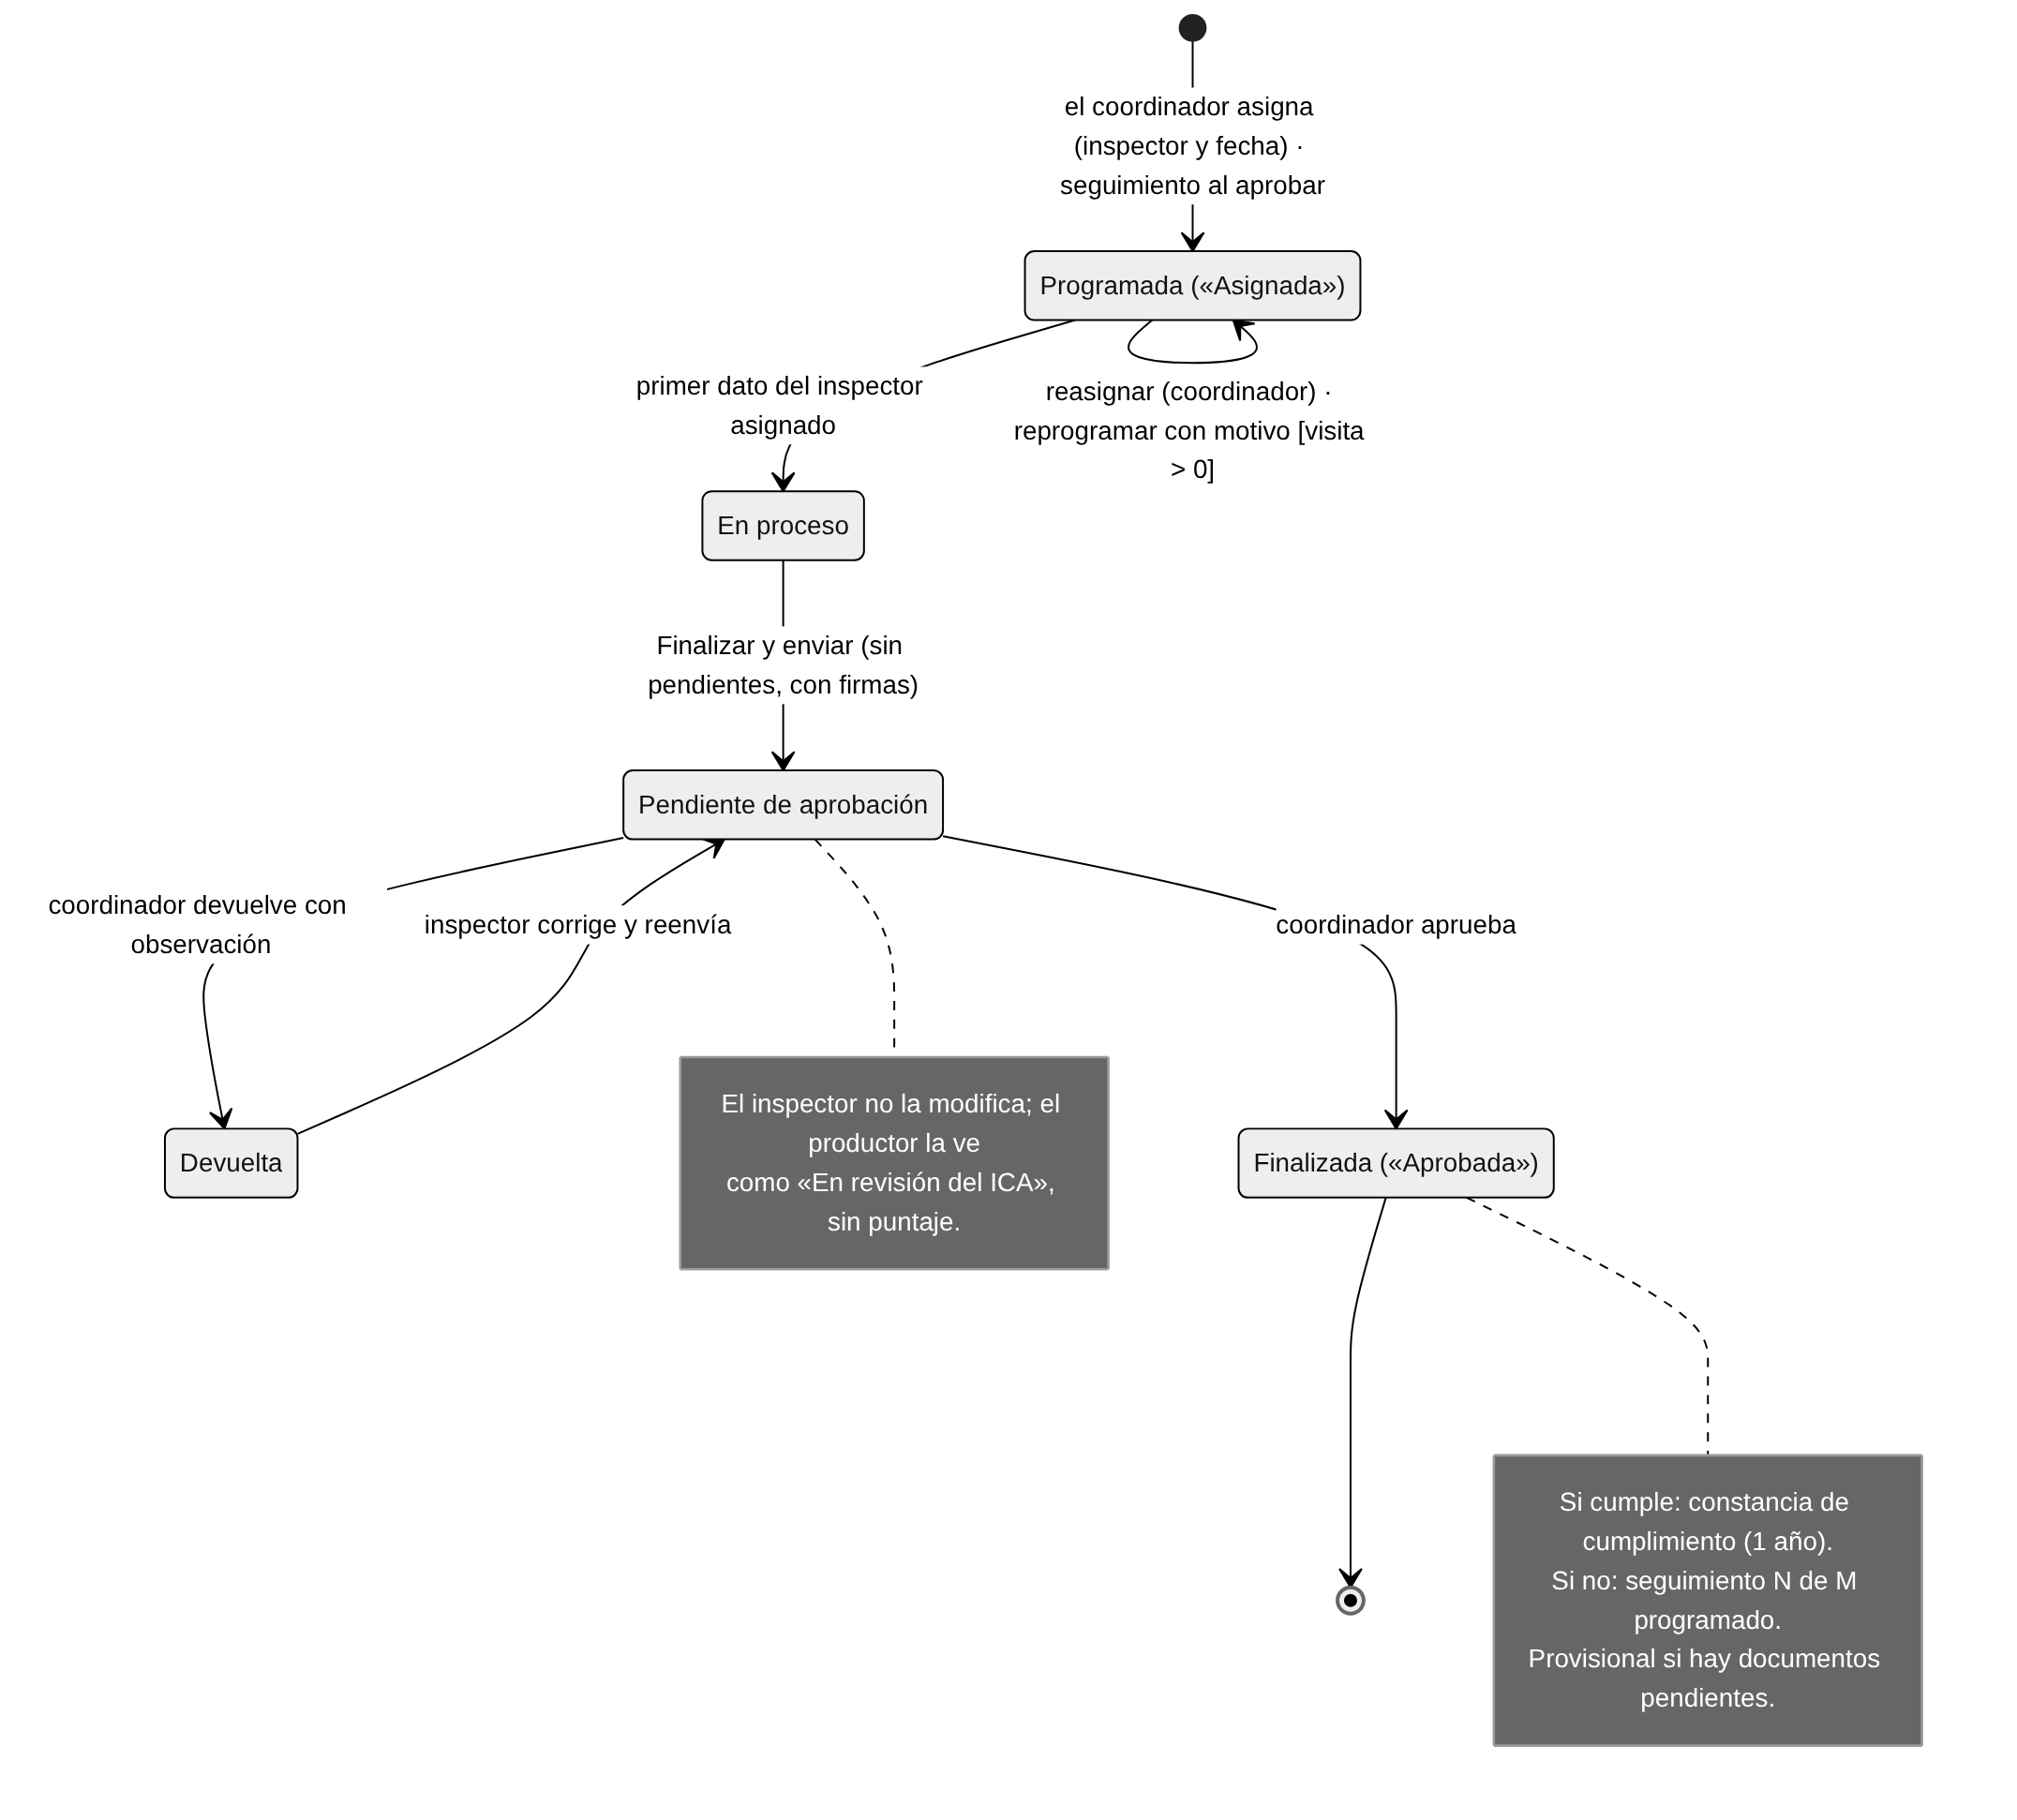 el coordinador asigna
(inspector y fecha) ·
seguimiento al aprobar
Programada («Asignada»)
primer dato del inspector
asignado
reasignar (coordinador) ·
reprogramar con motivo [visita
> 0]
En proceso
Finalizar y enviar (sin
pendientes, con firmas)
Pendiente de aprobación
coordinador devuelve con
observación
inspector corrige y reenvía
coordinador aprueba
Devuelta
El inspector no la modifica; el
productor la ve
como «En revisión del ICA»,
sin puntaje.
Finalizada («Aprobada»)
Si cumple: constancia de
cumplimiento (1 año).
Si no: seguimiento N de M
programado.
Provisional si hay documentos
pendientes.